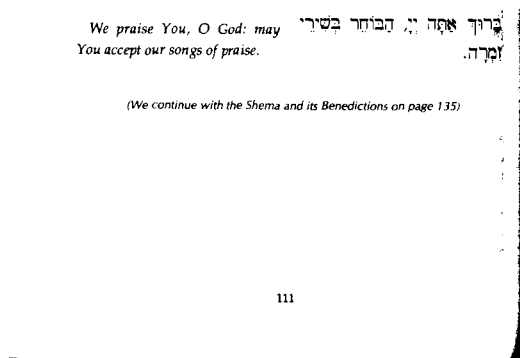 We praise You, O God: may
You accept our songs of praise.
בָּרוּךְ אַתָּה יְיָ, הַבּוֹחֵר בְּשִׁירֵי
זִמְרָה.
(We continue with the Shema and its Benedictions on page 135)
111